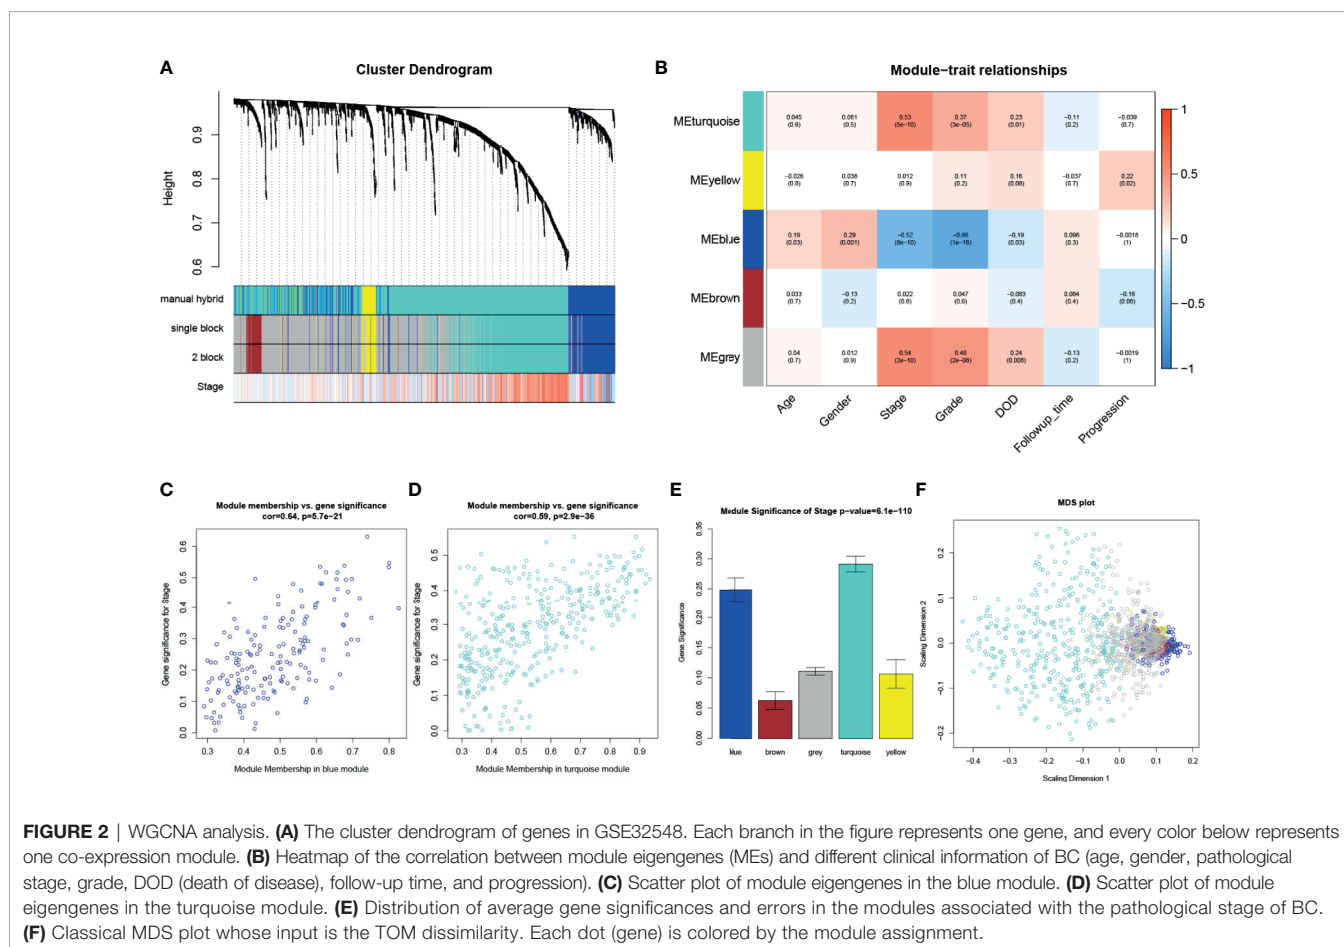 A
Cluster Dendrogram
Height
0.9
0.8
0.7
0.6
manual hybrid
single block
2 block
Stage
B
Module-trait relationships
MEturquoise
0.045 0.061 0.53 0.37 0.23 -0.11 -0.039
(0.6) (0.5) (5e-10) (3e-05) (0.01) (0.2) (0.7)
MEyellow
-0.026 0.038 0.012 0.11 0.16 -0.037 0.22
(0.8) (0.7) (0.9) (0.2) (0.08) (0.7) (0.02)
MEblue
0.19 0.29 -0.52 -0.66 -0.19 0.098 -0.0018
(0.03) (0.001) (8e-10) (1e-16) (0.03) (0.3) (1)
MEbrown
0.033 -0.13 0.022 0.047 -0.083 0.084 -0.16
(0.7) (0.2) (0.8) (0.6) (0.4) (0.4) (0.06)
MEgrey
0.04 0.012 0.54 0.48 0.24 -0.13 -0.0019
(0.7) (0.9) (2e-10) (2e-08) (0.008) (0.2) (1)
Age Gender Stage Grade DOD Followup_time Progression
1
0.5
0
-0.5
-1
C
Module membership vs. gene significance
cor=0.64, p=5.7e-21
Gene significance for Stage
0.6
0.5
0.4
0.3
0.2
0.1
0.0
0.3 0.4 0.5 0.6 0.7 0.8
Module Membership in blue module
D
Module membership vs. gene significance
cor=0.59, p=2.9e-36
Gene significance for Stage
0.5
0.4
0.3
0.2
0.1
0.0
0.3 0.4 0.5 0.6 0.7 0.8 0.9
Module Membership in turquoise module
E
Module Significance of Stage p-value=6.1e-110
Gene Significance
0.35
0.30
0.25
0.20
0.15
0.10
0.05
0.00
blue brown grey turquoise yellow
F
MDS plot
Scaling Dimension 2
0.2
0.1
0.0
-0.1
-0.2
-0.4 -0.3 -0.2 -0.1 0.0 0.1 0.2
Scaling Dimension 1
FIGURE 2 | WGCNA analysis. (A) The cluster dendrogram of genes in GSE32548. Each branch in the figure represents one gene, and every color below represents
one co-expression module. (B) Heatmap of the correlation between module eigengenes (MEs) and different clinical information of BC (age, gender, pathological
stage, grade, DOD (death of disease), follow-up time, and progression). (C) Scatter plot of module eigengenes in the blue module. (D) Scatter plot of module
eigengenes in the turquoise module. (E) Distribution of average gene significances and errors in the modules associated with the pathological stage of BC.
(F) Classical MDS plot whose input is the TOM dissimilarity. Each dot (gene) is colored by the module assignment.